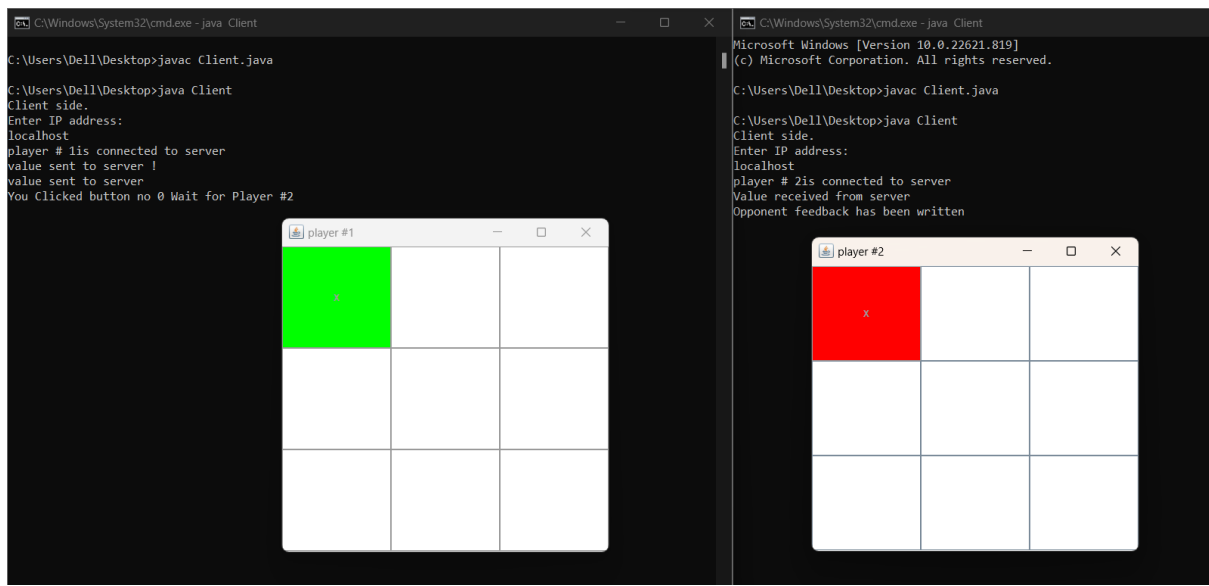 C:\Windows\System32\cmd.exe - java Client
C:\Users\Dell\Desktop>javac Client.java
C:\Users\Dell\Desktop>java Client
Client side.
Enter IP address:
localhost
player # 1is connected to server
value sent to server !
value sent to server
You Clicked button no 0 Wait for Player #2
player #1
x
C:\Windows\System32\cmd.exe - java Client
Microsoft Windows [Version 10.0.22621.819]
(c) Microsoft Corporation. All rights reserved.
C:\Users\Dell\Desktop>javac Client.java
C:\Users\Dell\Desktop>java Client
Client side.
Enter IP address:
localhost
player # 2is connected to server
Value received from server
Opponent feedback has been written
player #2
x